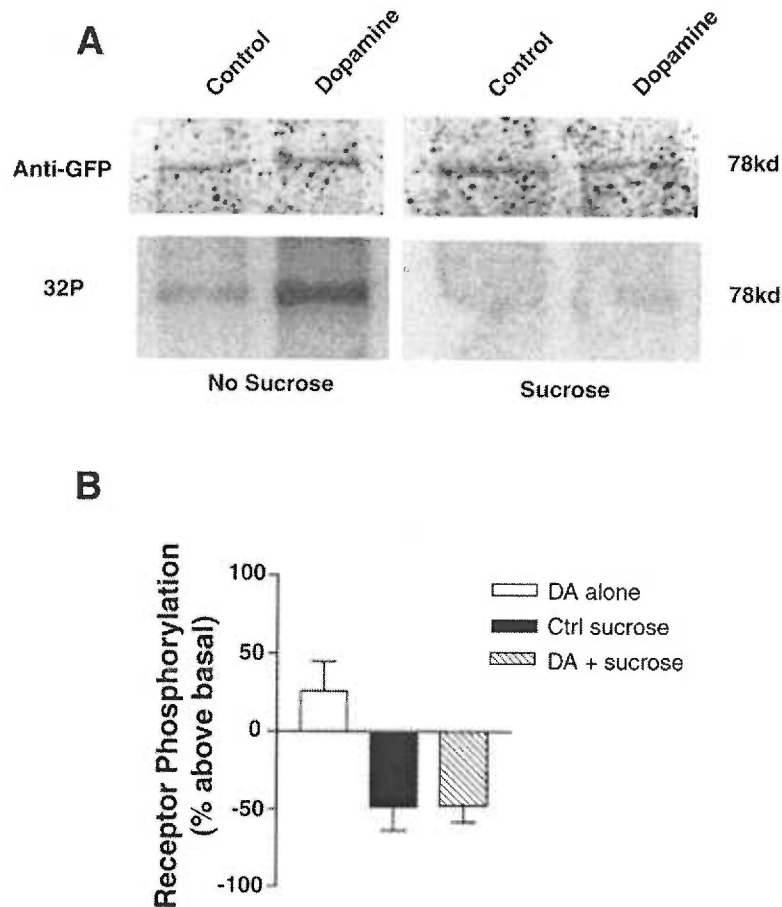 A
Control Dopamine Control Dopamine
Anti-GFP 78kd
32P 78kd
No Sucrose Sucrose
B
Receptor Phosphorylation
(% above basal)
100
50
0
-50
-100
DA alone
Ctrl sucrose
DA + sucrose